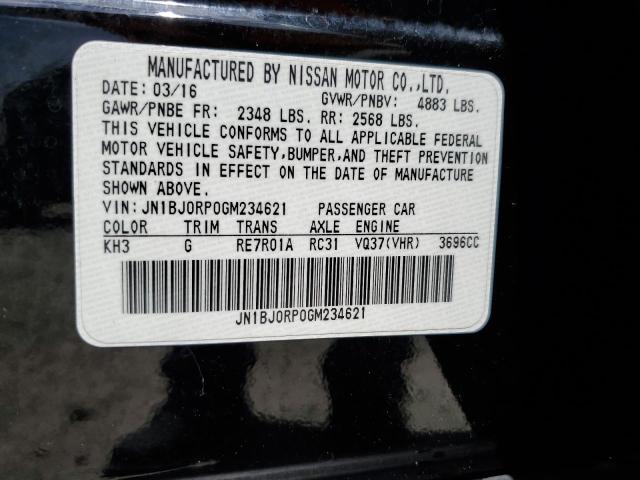 MANUFACTURED BY NISSAN MOTOR CO.,LTD.
DATE: 03/16 GVWR/PNBV: 4883 LBS.
GAWR/PNBE FR: 2348 LBS. RR: 2568 LBS.
THIS VEHICLE CONFORMS TO ALL APPLICABLE FEDERAL
MOTOR VEHICLE SAFETY,BUMPER,AND THEFT PREVENTION
STANDARDS IN EFFECT ON THE DATE OF MANUFACTURE
SHOWN ABOVE.
VIN:JN1BJ0RP0GM234621 PASSENGER CAR
COLOR TRIM TRANS AXLE ENGINE
KH3 G RE7R01A RC31 VQ37(VHR) 3696CC
JN1BJ0RP0GM234621